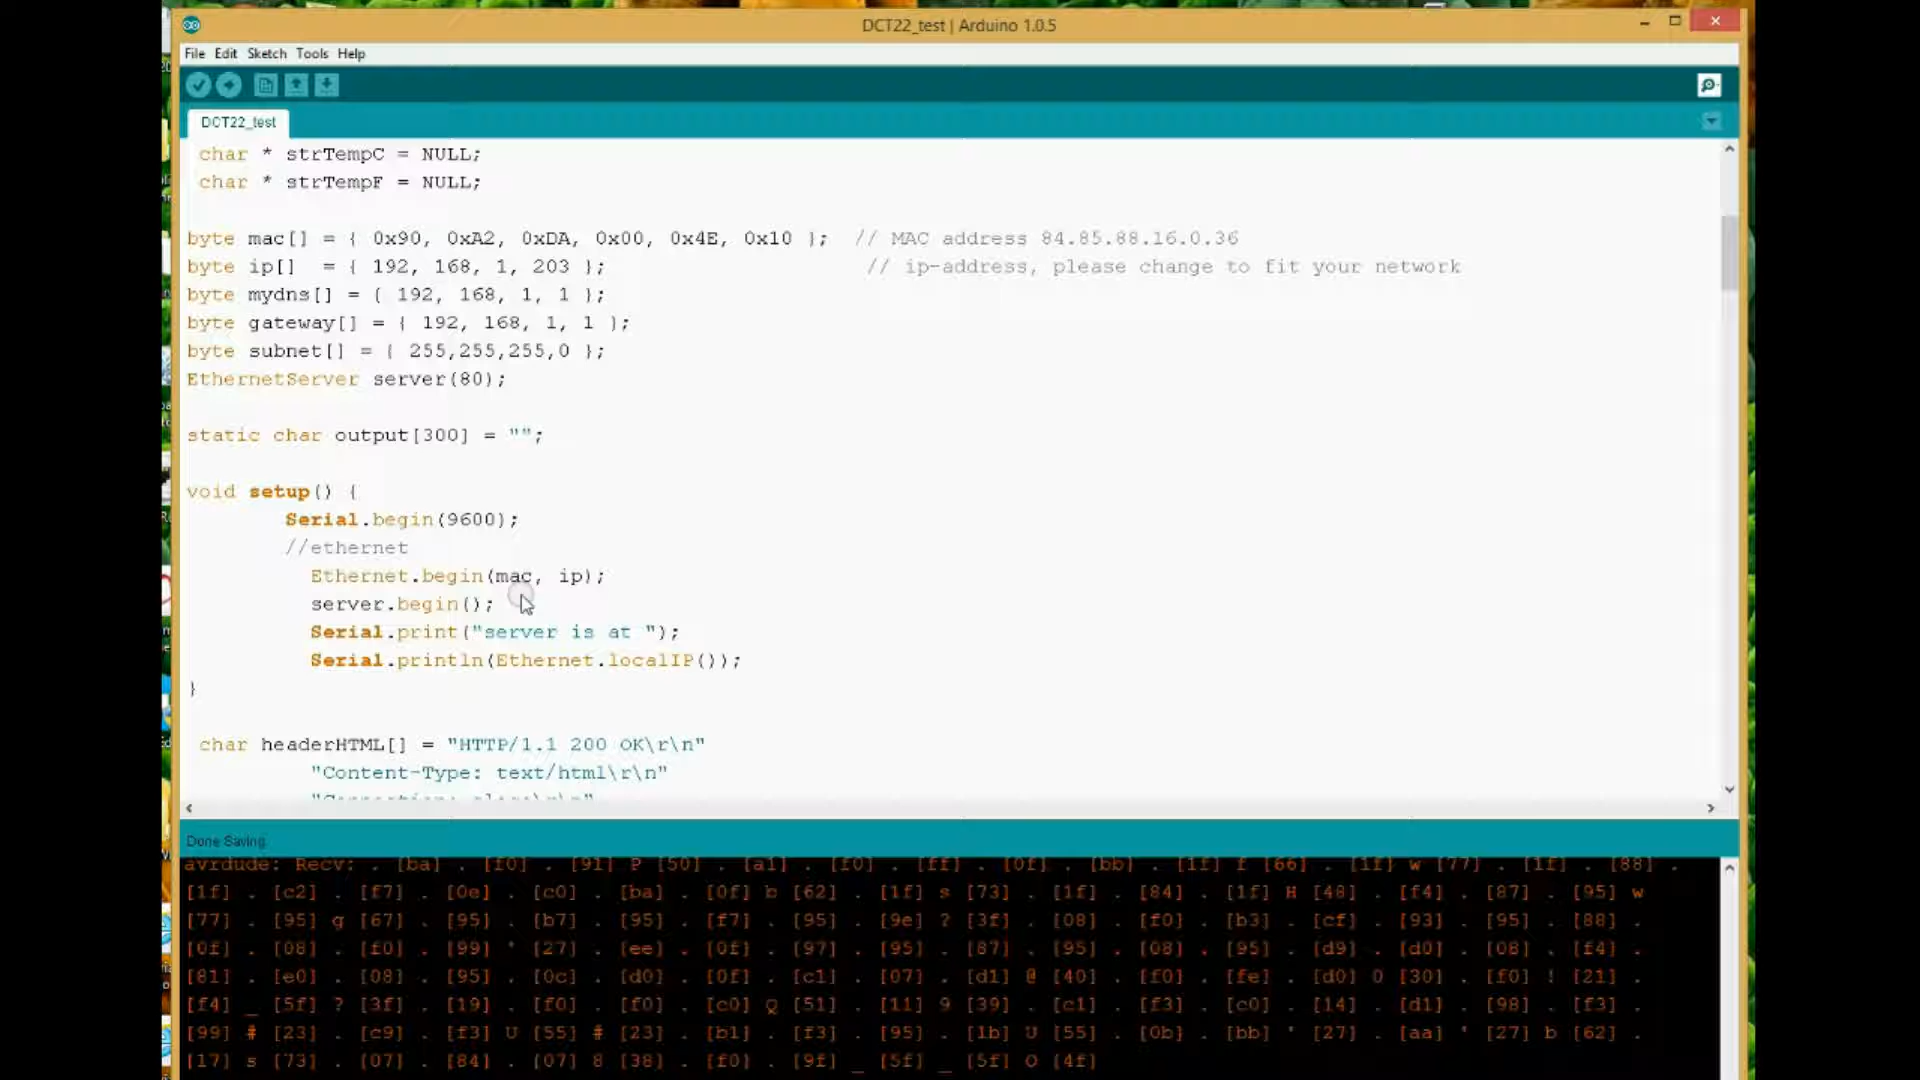 DCT22_test | Arduino 1.0.5
File Edit Sketch Tools Help
DCT22_test
char * strTempC = NULL;
char * strTempF = NULL;
byte mac[] = { 0x90, 0xA2, 0xDA, 0x00, 0x4E, 0x10 }; // MAC address 84.85.88.16.0.36
byte ip[] = { 192, 168, 1, 203 }; // ip-address, please change to fit your network
byte mydns[] = { 192, 168, 1, 1 };
byte gateway[] = { 192, 168, 1, 1 };
byte subnet[] = { 255,255,255,0 };
EthernetServer server(80);
static char output[300] = "";
void setup() {
Serial.begin(9600);
//ethernet
Ethernet.begin(mac, ip);
server.begin();
Serial.print("server is at ");
Serial.println(Ethernet.localIP());
}
char headerHTML[] = "HTTP/1.1 200 OK\r\n"
"Content-Type: text/html\r\n"
Done Saving.
avrdude: Recv: . [ba] . [f0] . [91] P [50] . [a1] . [f0] . [ff] . [0f] . [bb] . [1f] f [66] . [1f] w [77] . [1f] . [88] .
[1f] . [c2] . [f7] . [0e] . [c0] . [ba] . [0f] b [62] . [1f] s [73] . [1f] . [84] . [1f] H [48] . [f4] . [87] . [95] w
[77] . [95] g [67] . [95] . [b7] . [95] . [f7] . [95] . [9e] ? [3f] . [08] . [f0] . [b3] . [cf] . [93] . [95] . [88] .
[0f] . [08] . [f0] . [99] ' [27] . [ee] . [0f] . [97] . [95] . [87] . [95] . [08] . [95] . [d9] . [d0] . [08] . [f4] .
[81] . [e0] . [08] . [95] . [0c] . [d0] . [0f] . [c1] . [07] . [d1] @ [40] . [f0] . [fe] . [d0] 0 [30] . [f0] ! [21] .
[f4] _ [5f] ? [3f] . [19] . [f0] . [f0] . [c0] Q [51] . [11] 9 [39] . [c1] . [f3] . [c0] . [14] . [d1] . [98] . [f3] .
[99] # [23] . [c9] . [f3] U [55] # [23] . [b1] . [f3] . [95] . [1b] U [55] . [0b] . [bb] ' [27] . [aa] ' [27] b [62] .
[17] s [73] . [07] . [84] . [07] 8 [38] . [f0] . [9f] _ [5f] _ [5f] O [4f]